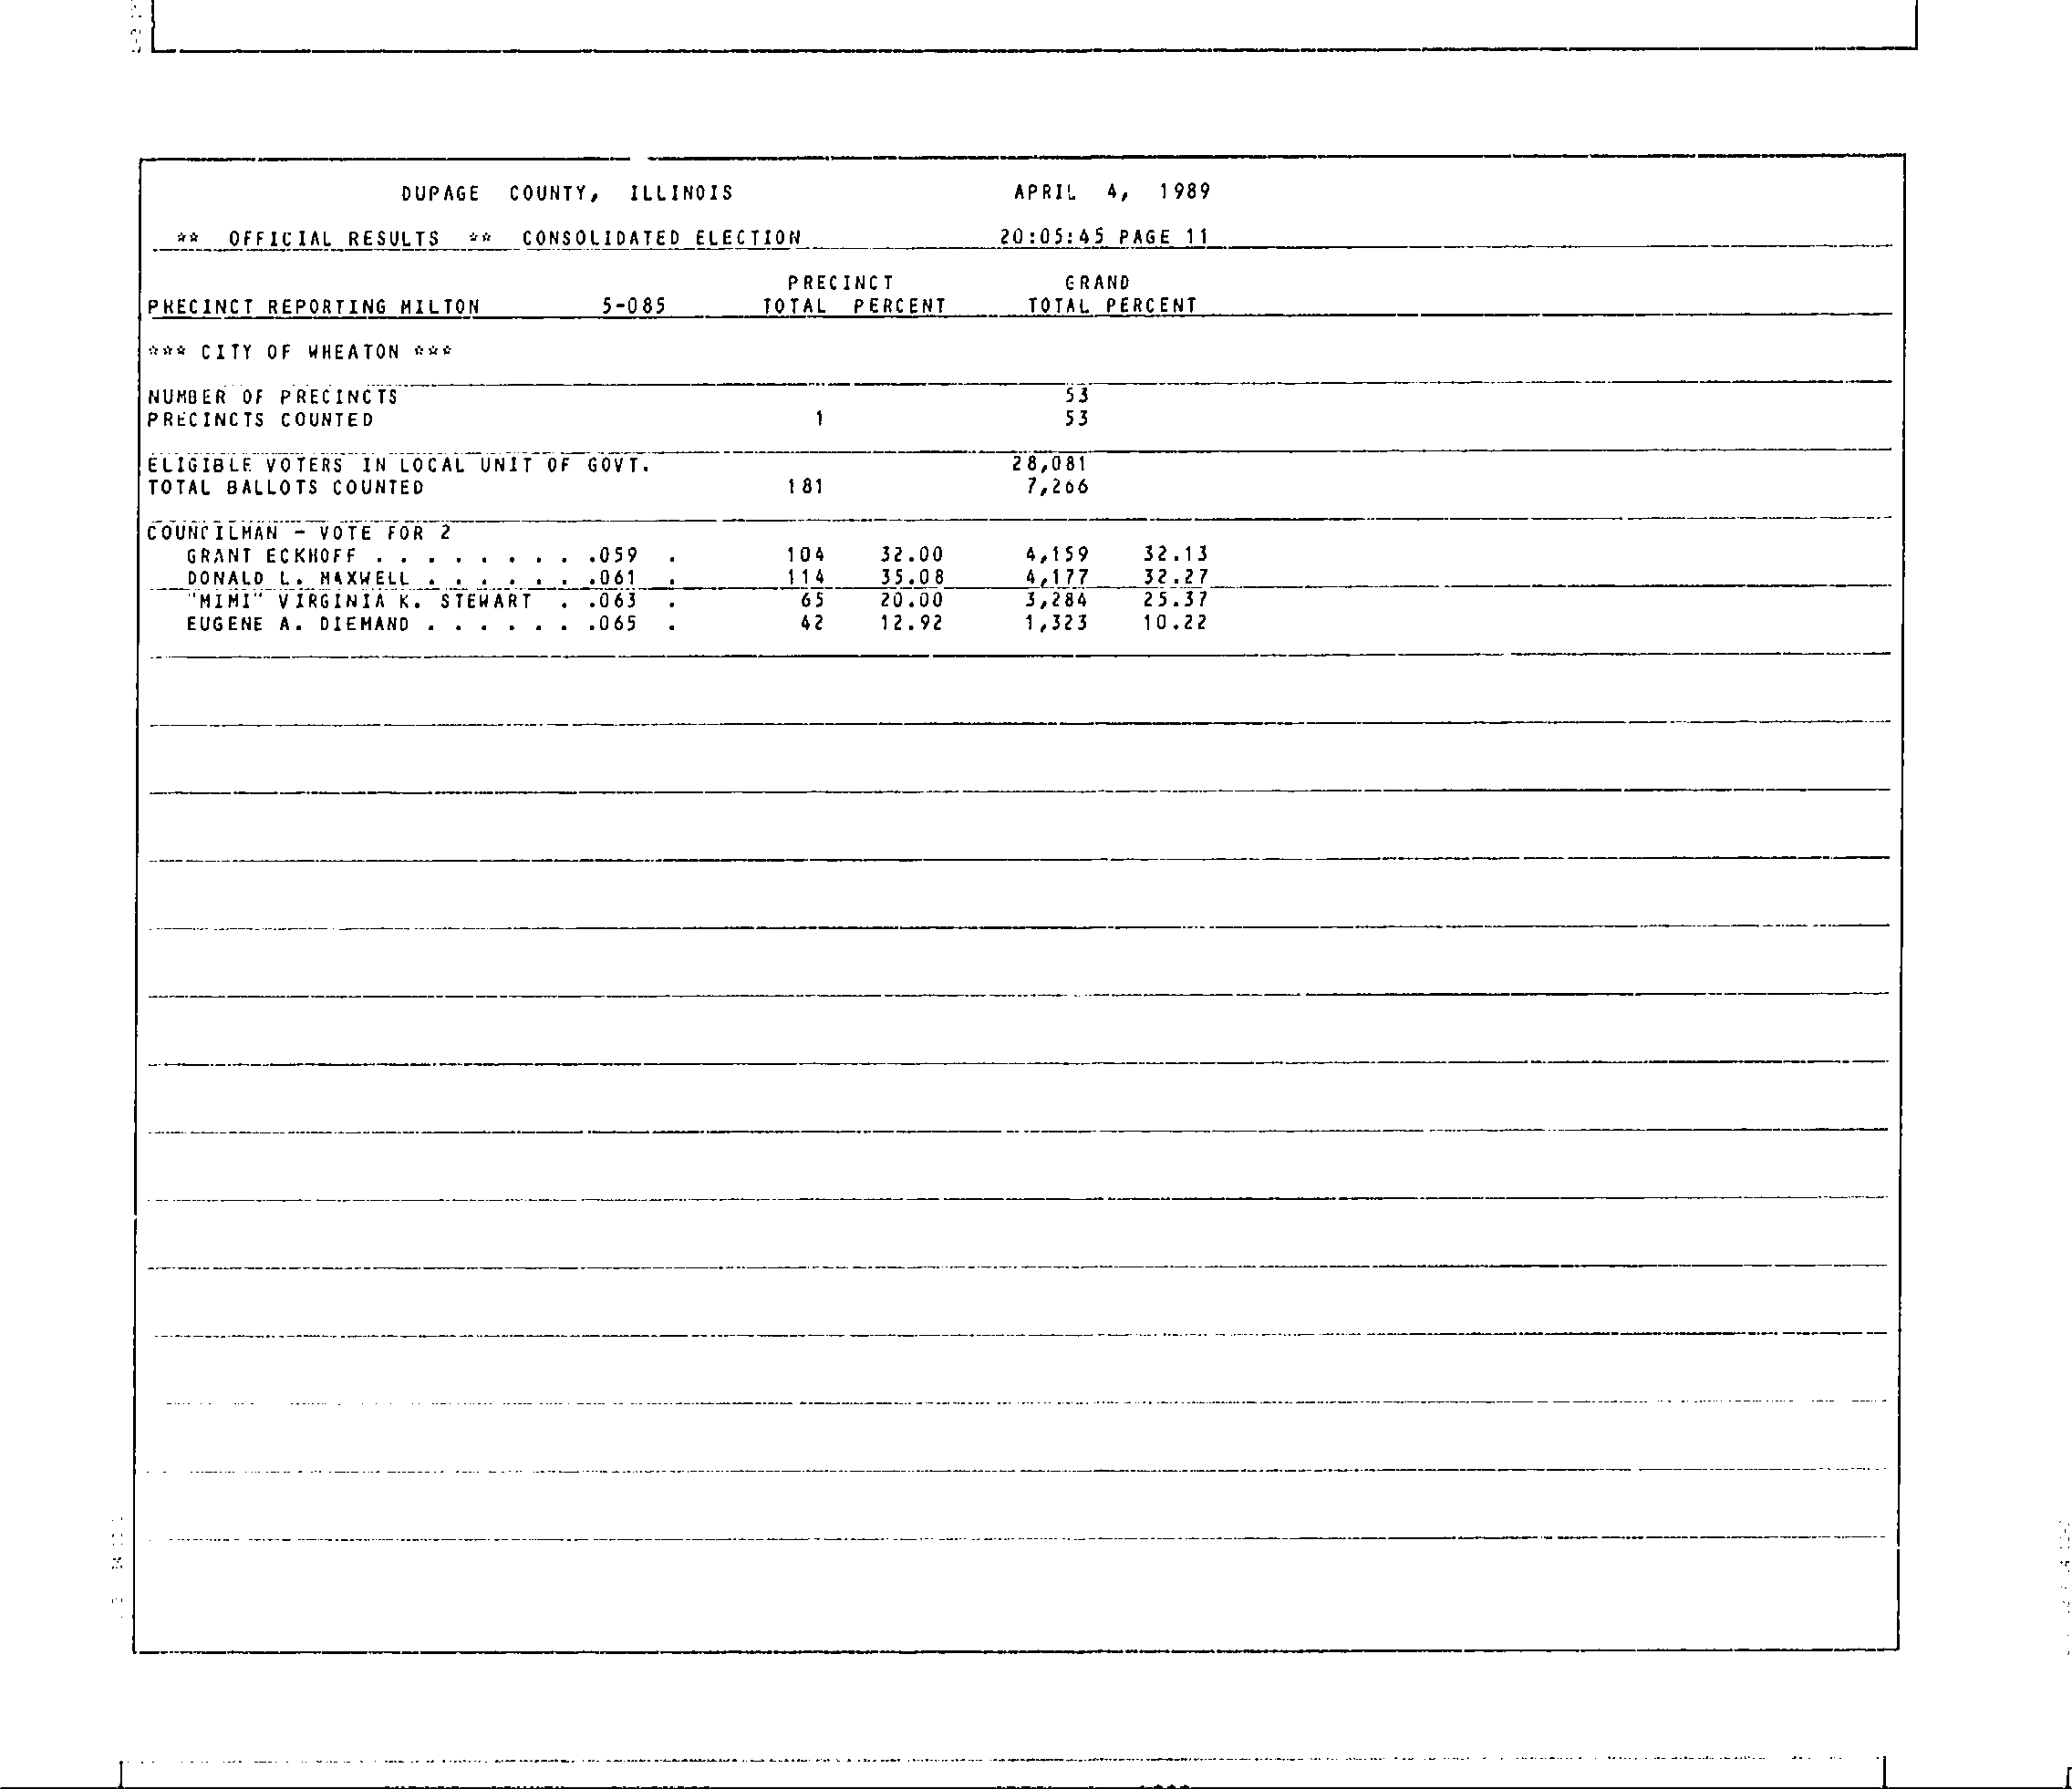 DUPAGE COUNTY, ILLINOIS APRIL 4, 1989
** OFFICIAL RESULTS ** CONSOLIDATED ELECTION 20:05:45 PAGE 11
PRECINCT GRAND
PRECINCT REPORTING MILTON 5-085 TOTAL PERCENT TOTAL PERCENT
*** CITY OF WHEATON ***
NUMBER OF PRECINCTS 53
PRECINCTS COUNTED 1 53
ELIGIBLE VOTERS IN LOCAL UNIT OF GOVT. 28,081
TOTAL BALLOTS COUNTED 181 7,266
COUNCILMAN - VOTE FOR 2
GRANT ECKHOFF . . . . . . . . .059 . 104 32.00 4,159 32.13
DONALD L. MAXWELL . . . . . . .061 . 114 35.08 4,177 32.27
"MIMI" VIRGINIA K. STEWART . .063 . 65 20.00 3,284 25.37
EUGENE A. DIEMAND . . . . . . .065 . 42 12.92 1,323 10.22